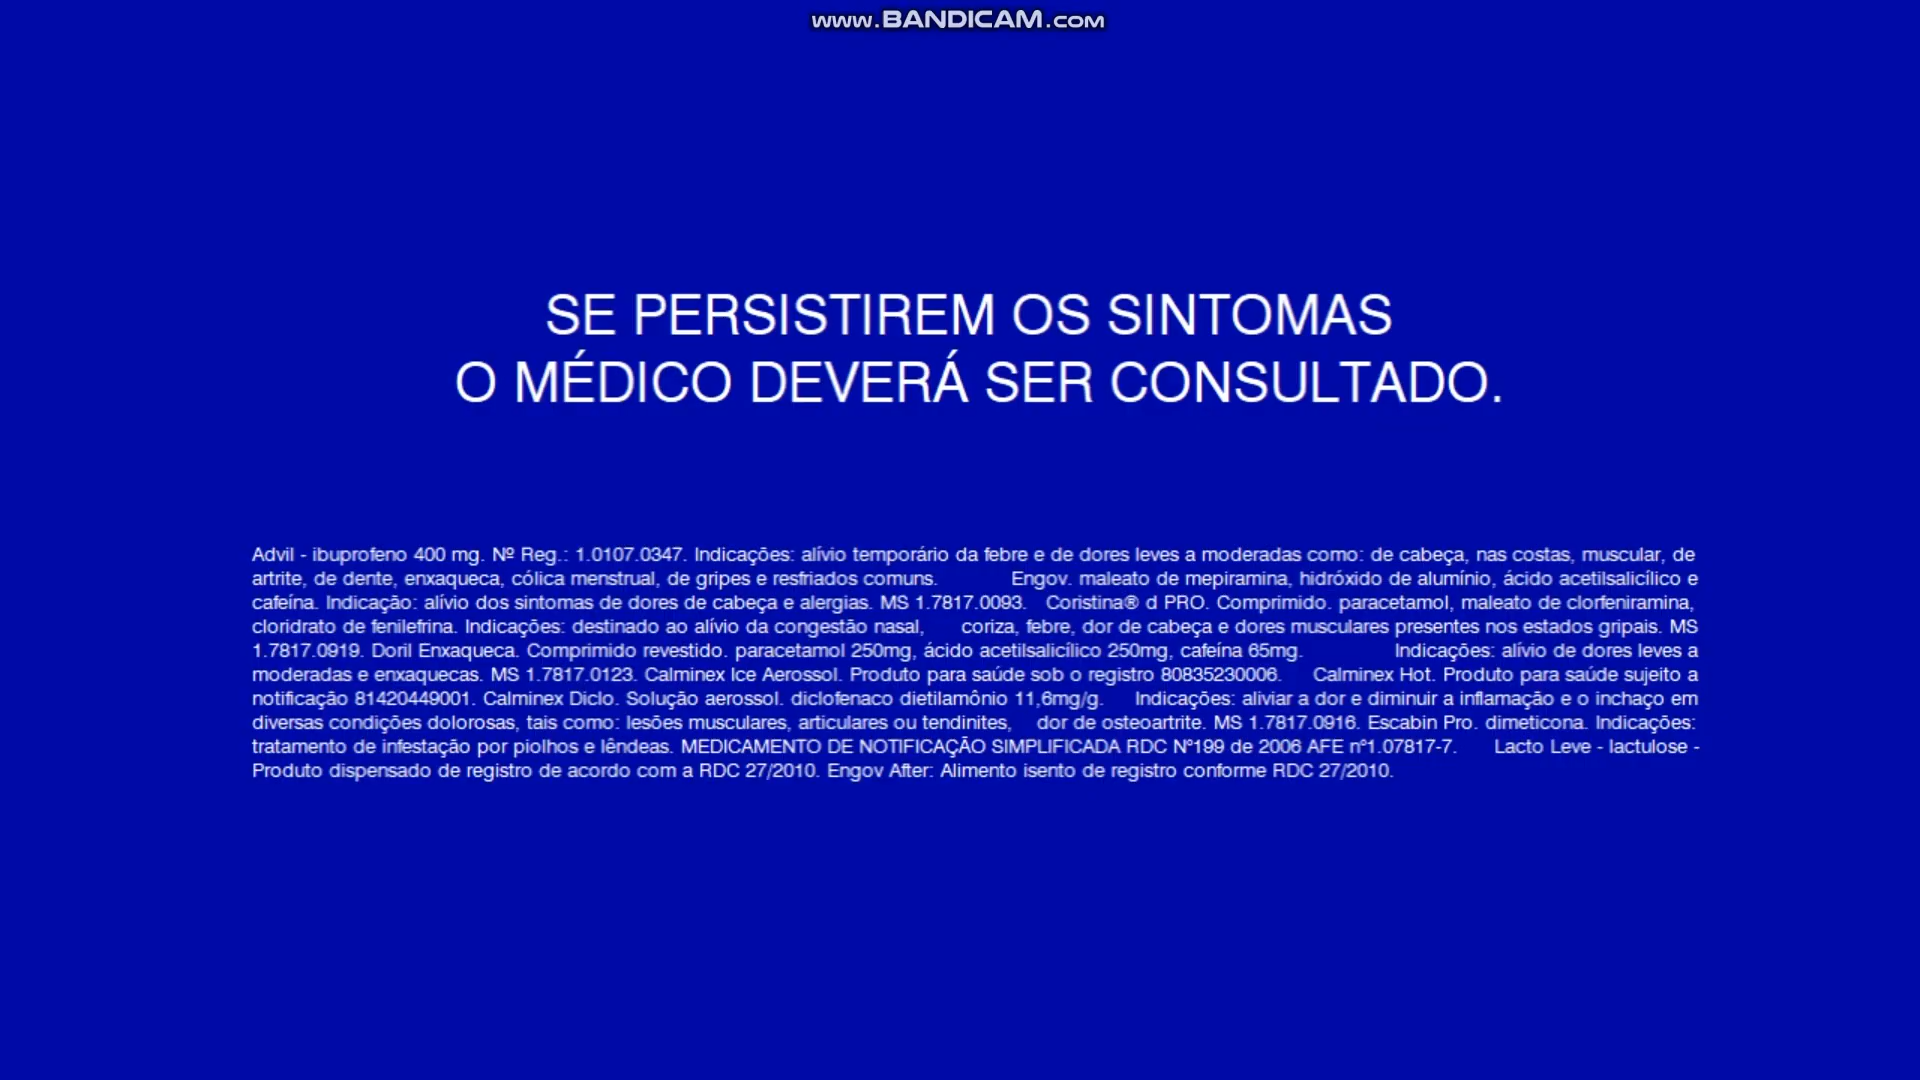 www.BANDICAM.com
SE PERSISTIREM OS SINTOMAS
O MÉDICO DEVERÁ SER CONSULTADO.
Advil - ibuprofeno 400 mg. Nº Reg.: 1.0107.0347. Indicações: alívio temporário da febre e de dores leves a moderadas como: de cabeça, nas costas, muscular, de
artrite, de dente, enxaqueca, cólica menstrual, de gripes e resfriados comuns. Engov. maleato de mepiramina, hidróxido de alumínio, ácido acetilsalicílico e
cafeína. Indicação: alívio dos sintomas de dores de cabeça e alergias. MS 1.7817.0093. Coristina® d PRO. Comprimido. paracetamol, maleato de clorfeniramina,
cloridrato de fenilefrina. Indicações: destinado ao alívio da congestão nasal, coriza, febre, dor de cabeça e dores musculares presentes nos estados gripais. MS
1.7817.0919. Doril Enxaqueca. Comprimido revestido. paracetamol 250mg, ácido acetilsalicílico 250mg, cafeína 65mg. Indicações: alívio de dores leves a
moderadas e enxaquecas. MS 1.7817.0123. Calminex Ice Aerossol. Produto para saúde sob o registro 80835230006. Calminex Hot. Produto para saúde sujeito a
notificação 81420449001. Calminex Diclo. Solução aerossol. diclofenaco dietilamônio 11,6mg/g. Indicações: aliviar a dor e diminuir a inflamação e o inchaço em
diversas condições dolorosas, tais como: lesões musculares, articulares ou tendinites, dor de osteoartrite. MS 1.7817.0916. Escabin Pro. dimeticona. Indicações:
tratamento de infestação por piolhos e lêndeas. MEDICAMENTO DE NOTIFICAÇÃO SIMPLIFICADA RDC Nº199 de 2006 AFE nº1.07817-7. Lacto Leve - lactulose -
Produto dispensado de registro de acordo com a RDC 27/2010. Engov After: Alimento isento de registro conforme RDC 27/2010.